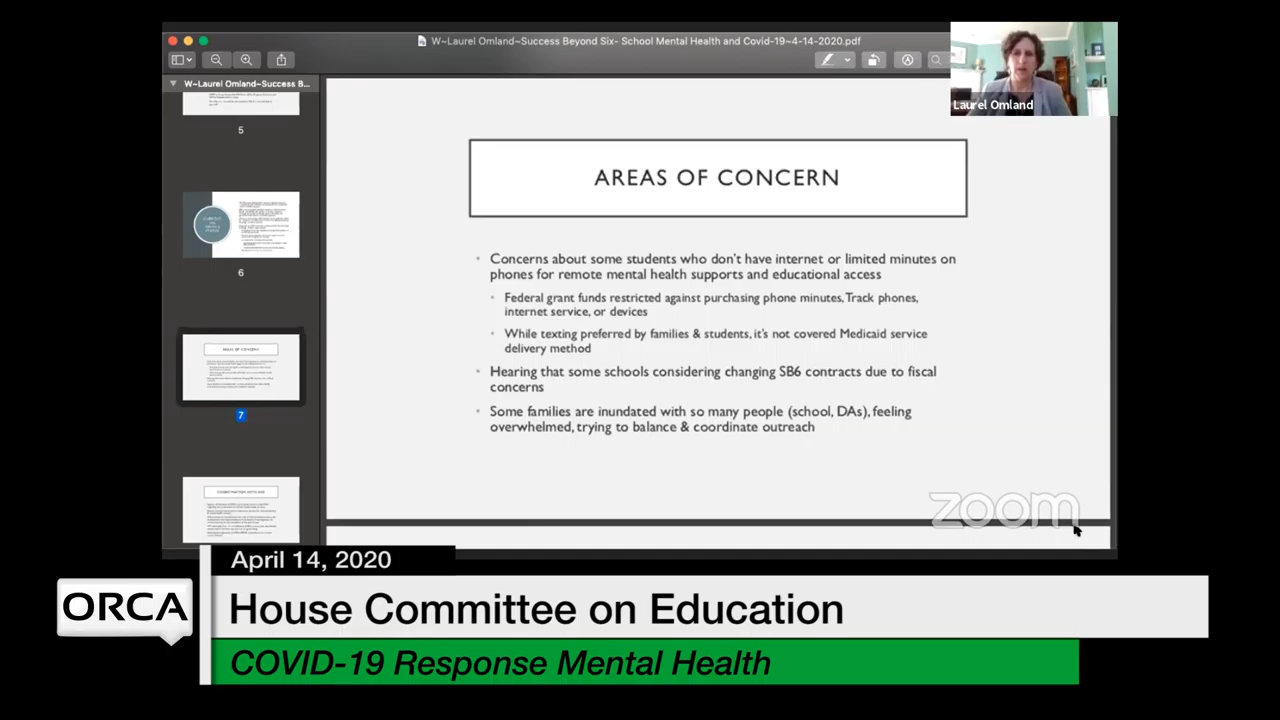 W~Laurel Omland~Success Beyond Six- School Mental Health and Covid-19~4-14-2020.pdf
W~Laurel Omland~Success B...
Laurel Omland
5
6
AREAS OF CONCERN
7
AREAS OF CONCERN
Concerns about some students who don't have internet or limited minutes on
phones for remote mental health supports and educational access
Federal grant funds restricted against purchasing phone minutes, Track phones,
internet service, or devices
While texting preferred by families & students, it's not covered Medicaid service
delivery method
Hearing that some schools considering changing SB6 contracts due to fiscal
concerns
Some families are inundated with so many people (school, DAs), feeling
overwhelmed, trying to balance & coordinate outreach
zoom
April 14, 2020
ORCA
House Committee on Education
COVID-19 Response Mental Health